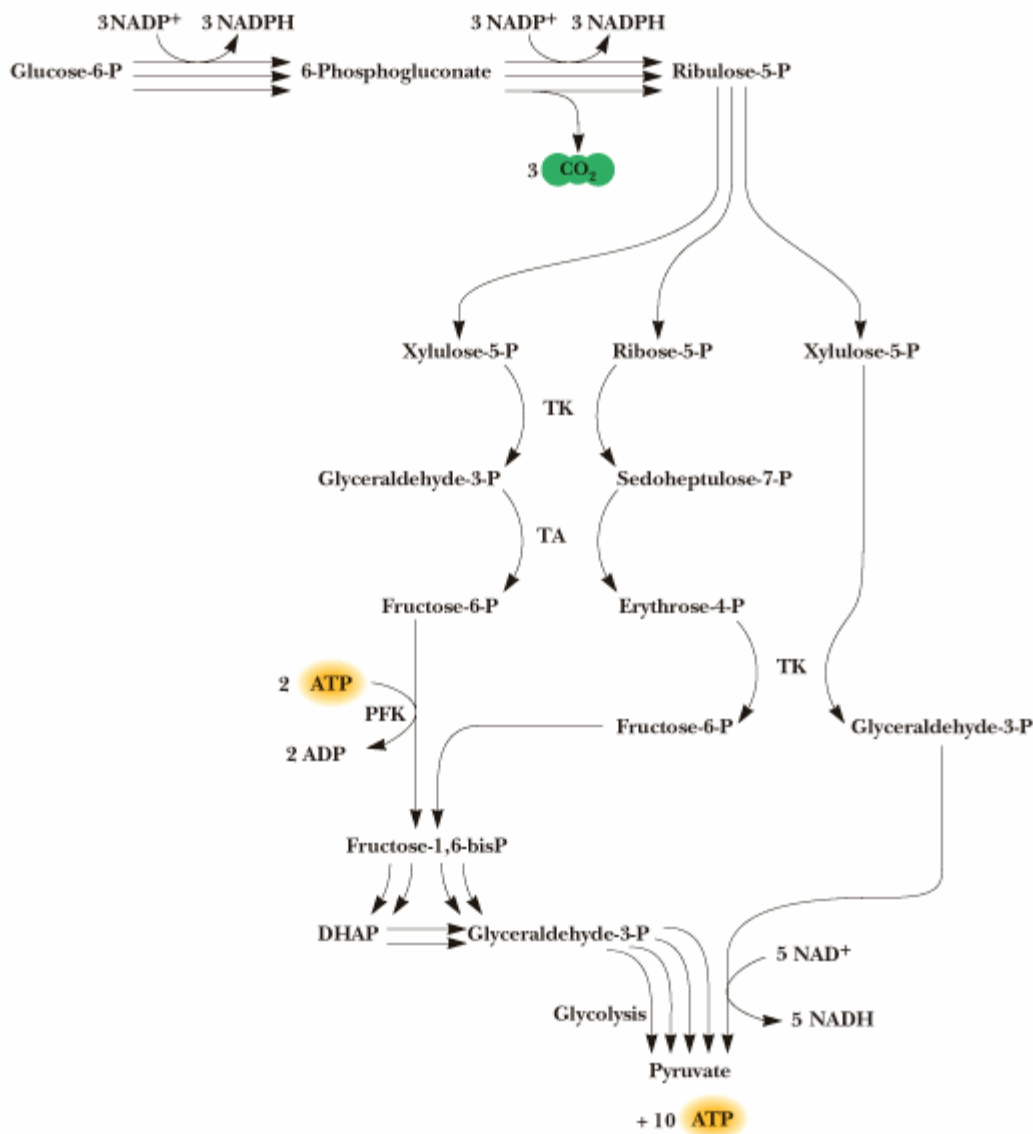 3NADP⁺ 3 NADPH 3 NADP⁺ 3 NADPH
Glucose-6-P 6-Phosphogluconate Ribulose-5-P
3 CO₂
Xylulose-5-P Ribose-5-P Xylulose-5-P
TK
Glyceraldehyde-3-P Sedoheptulose-7-P
TA
Fructose-6-P Erythrose-4-P
TK
2 ATP
PFK
Fructose-6-P Glyceraldehyde-3-P
2 ADP
Fructose-1,6-bisP
DHAP Glyceraldehyde-3-P
5 NAD⁺
Glycolysis 5 NADH
Pyruvate
+ 10 ATP